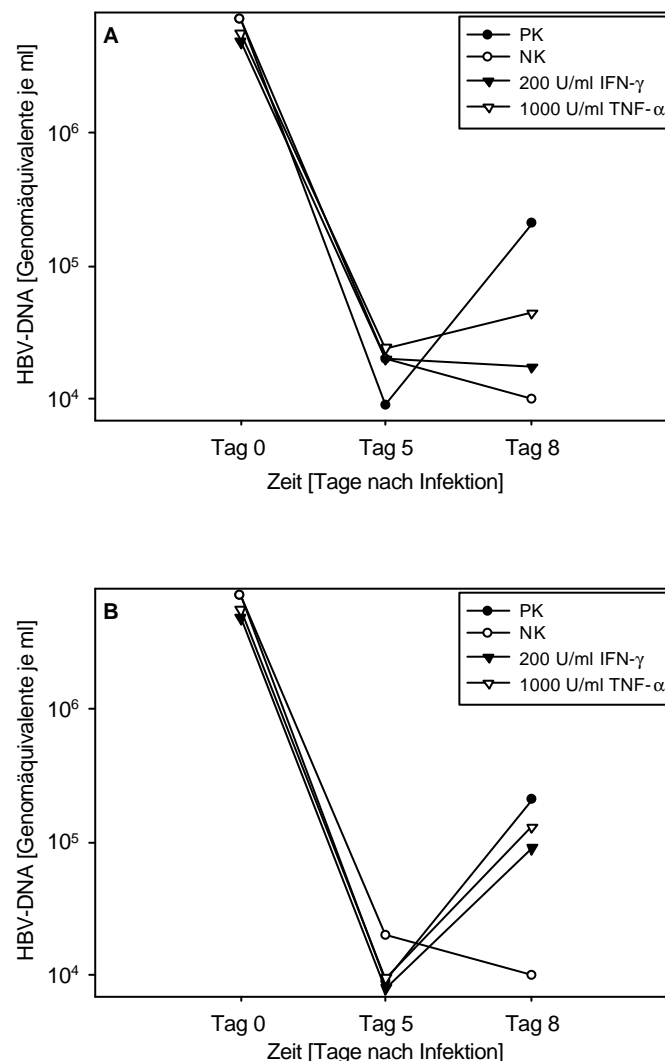 A
PK
NK
200 U/ml IFN-γ
1000 U/ml TNF-α
HBV-DNA [Genomäquivalente je ml]
10⁶
10⁵
10⁴
Tag 0 Tag 5 Tag 8
Zeit [Tage nach Infektion]
B
PK
NK
200 U/ml IFN-γ
1000 U/ml TNF-α
HBV-DNA [Genomäquivalente je ml]
10⁶
10⁵
10⁴
Tag 0 Tag 5 Tag 8
Zeit [Tage nach Infektion]